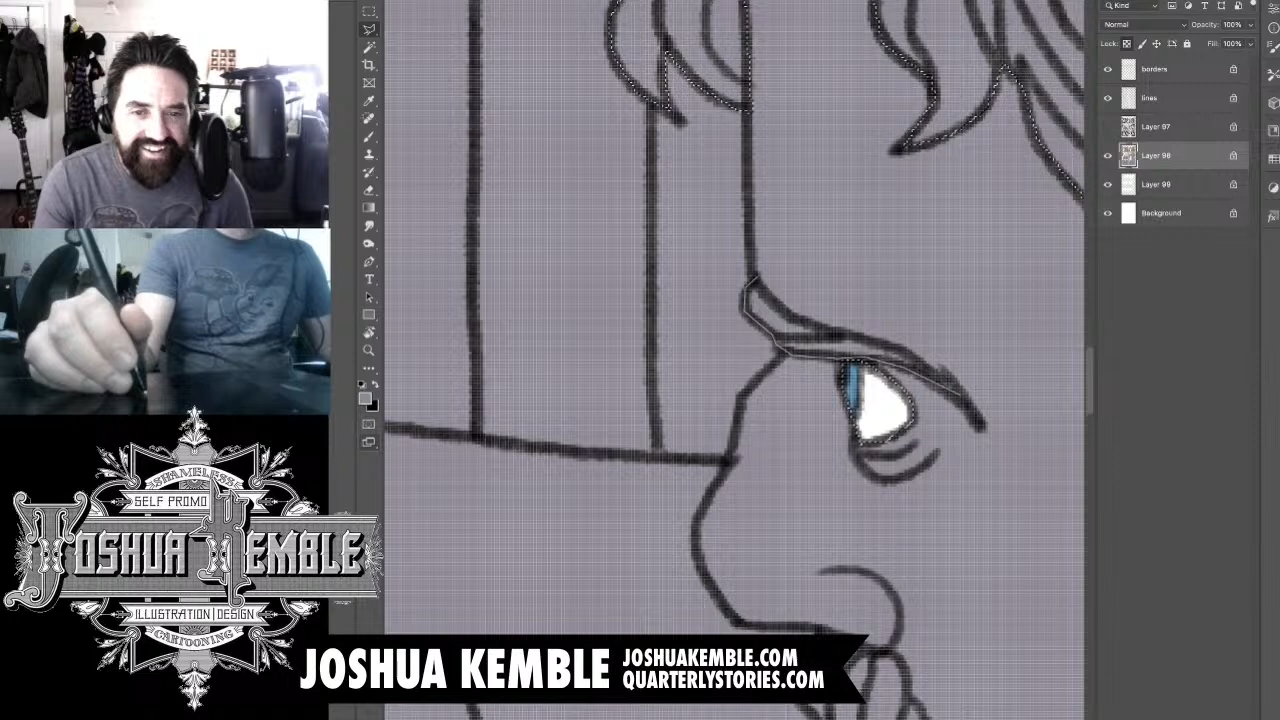 Kind
Normal
Opacity: 100%
Lock:
Fill: 100%
borders
lines
Layer 97
Layer 98
Layer 99
Background
SHAMELESS
SELF PROMO
JOSHUA KEMBLE
ILLUSTRATION|DESIGN
CARTOONING
JOSHUA KEMBLE
JOSHUAKEMBLE.COM
QUARTERLYSTORIES.COM